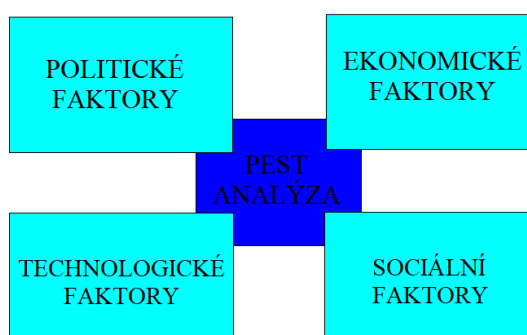 POLITICKÉ
FAKTORY
EKONOMICKÉ
FAKTORY
PEST
ANALÝZA
TECHNOLOGICKÉ
FAKTORY
SOCIÁLNÍ
FAKTORY